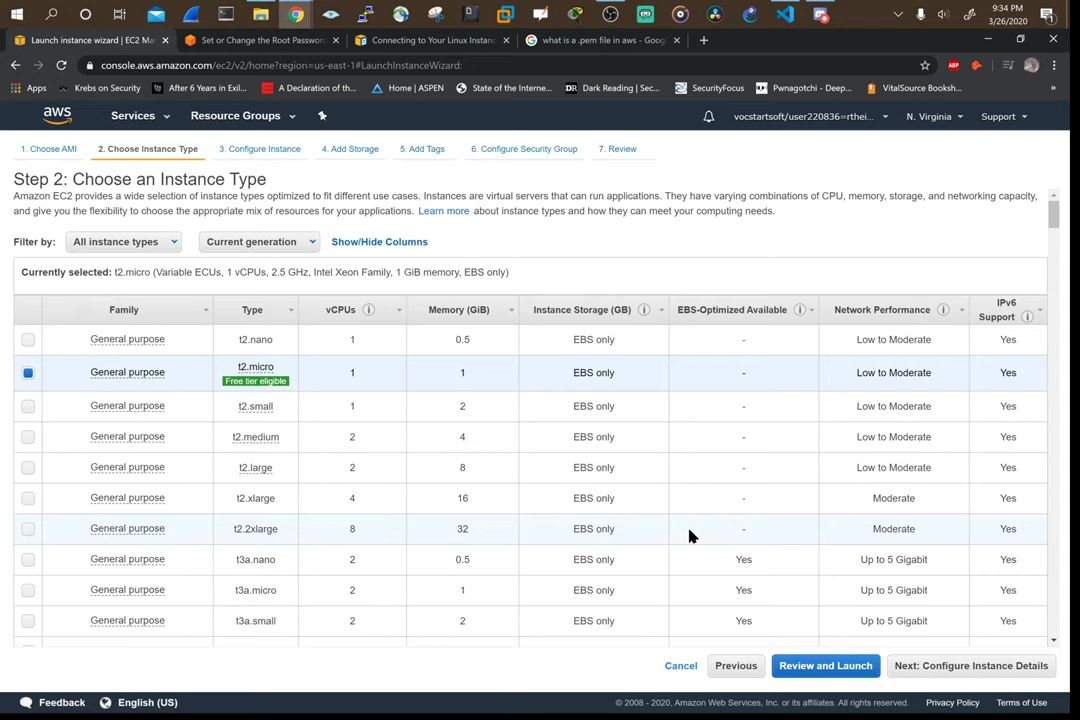 9:34 PM
3/26/2020
Launch instance wizard | EC2 Ma
Set or Change the Root Password
Connecting to Your Linux Instanc
what is a .pem file in aws - Goog
console.aws.amazon.com/ec2/v2/home?region=us-east-1#LaunchInstanceWizard:
ABP
Apps Krebs on Security After 6 Years in Exil... A Declaration of th... Home | ASPEN State of the Interne... DR Dark Reading | Sec... SecurityFocus Pwnagotchi - Deep... VitalSource Booksh...
aws Services Resource Groups vocstartsoft/user220836=rthei... N. Virginia Support
1. Choose AMI 2. Choose Instance Type 3. Configure Instance 4. Add Storage 5. Add Tags 6. Configure Security Group 7. Review
Step 2: Choose an Instance Type
Amazon EC2 provides a wide selection of instance types optimized to fit different use cases. Instances are virtual servers that can run applications. They have varying combinations of CPU, memory, storage, and networking capacity,
and give you the flexibility to choose the appropriate mix of resources for your applications. Learn more about instance types and how they can meet your computing needs.
Filter by: All instance types Current generation Show/Hide Columns
Currently selected: t2.micro (Variable ECUs, 1 vCPUs, 2.5 GHz, Intel Xeon Family, 1 GiB memory, EBS only)
Family Type vCPUs Memory (GiB) Instance Storage (GB) EBS-Optimized Available Network Performance IPv6 Support
General purpose t2.nano 1 0.5 EBS only - Low to Moderate Yes
General purpose t2.micro Free tier eligible 1 1 EBS only - Low to Moderate Yes
General purpose t2.small 1 2 EBS only - Low to Moderate Yes
General purpose t2.medium 2 4 EBS only - Low to Moderate Yes
General purpose t2.large 2 8 EBS only - Low to Moderate Yes
General purpose t2.xlarge 4 16 EBS only - Moderate Yes
General purpose t2.2xlarge 8 32 EBS only - Moderate Yes
General purpose t3a.nano 2 0.5 EBS only Yes Up to 5 Gigabit Yes
General purpose t3a.micro 2 1 EBS only Yes Up to 5 Gigabit Yes
General purpose t3a.small 2 2 EBS only Yes Up to 5 Gigabit Yes
Cancel Previous Review and Launch Next: Configure Instance Details
Feedback English (US) © 2008 - 2020, Amazon Web Services, Inc. or its affiliates. All rights reserved. Privacy Policy Terms of Use